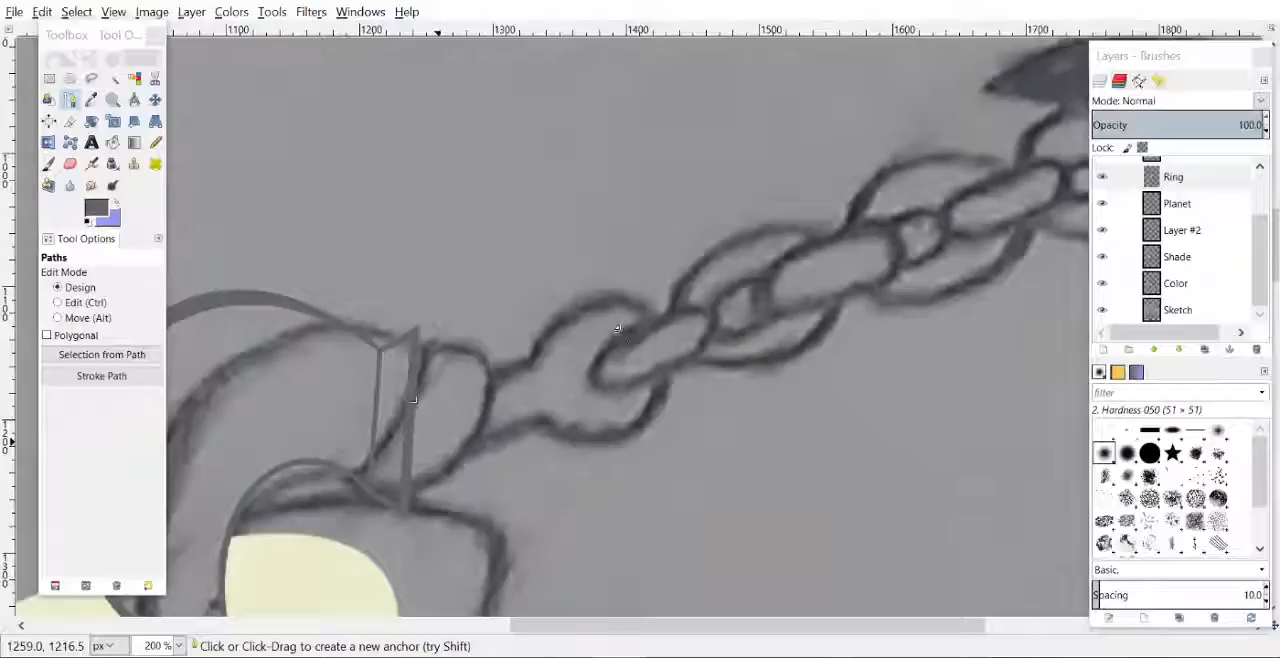 File Edit Select View Image Layer Colors Tools Filters Windows Help
1100 1200 1300 1400 1500 1600 1700 1800
Toolbox Tool O...
Tool Options
Paths
Edit Mode
Design
Edit (Ctrl)
Move (Alt)
Polygonal
Selection from Path
Stroke Path
Layers - Brushes
Mode: Normal
Opacity 100.0
Lock:
Ring
Planet
Layer #2
Shade
Color
Sketch
filter
2. Hardness 050 (51 × 51)
Basic,
Spacing 10.0
1259.0, 1216.5 px 200 % Click or Click-Drag to create a new anchor (try Shift)